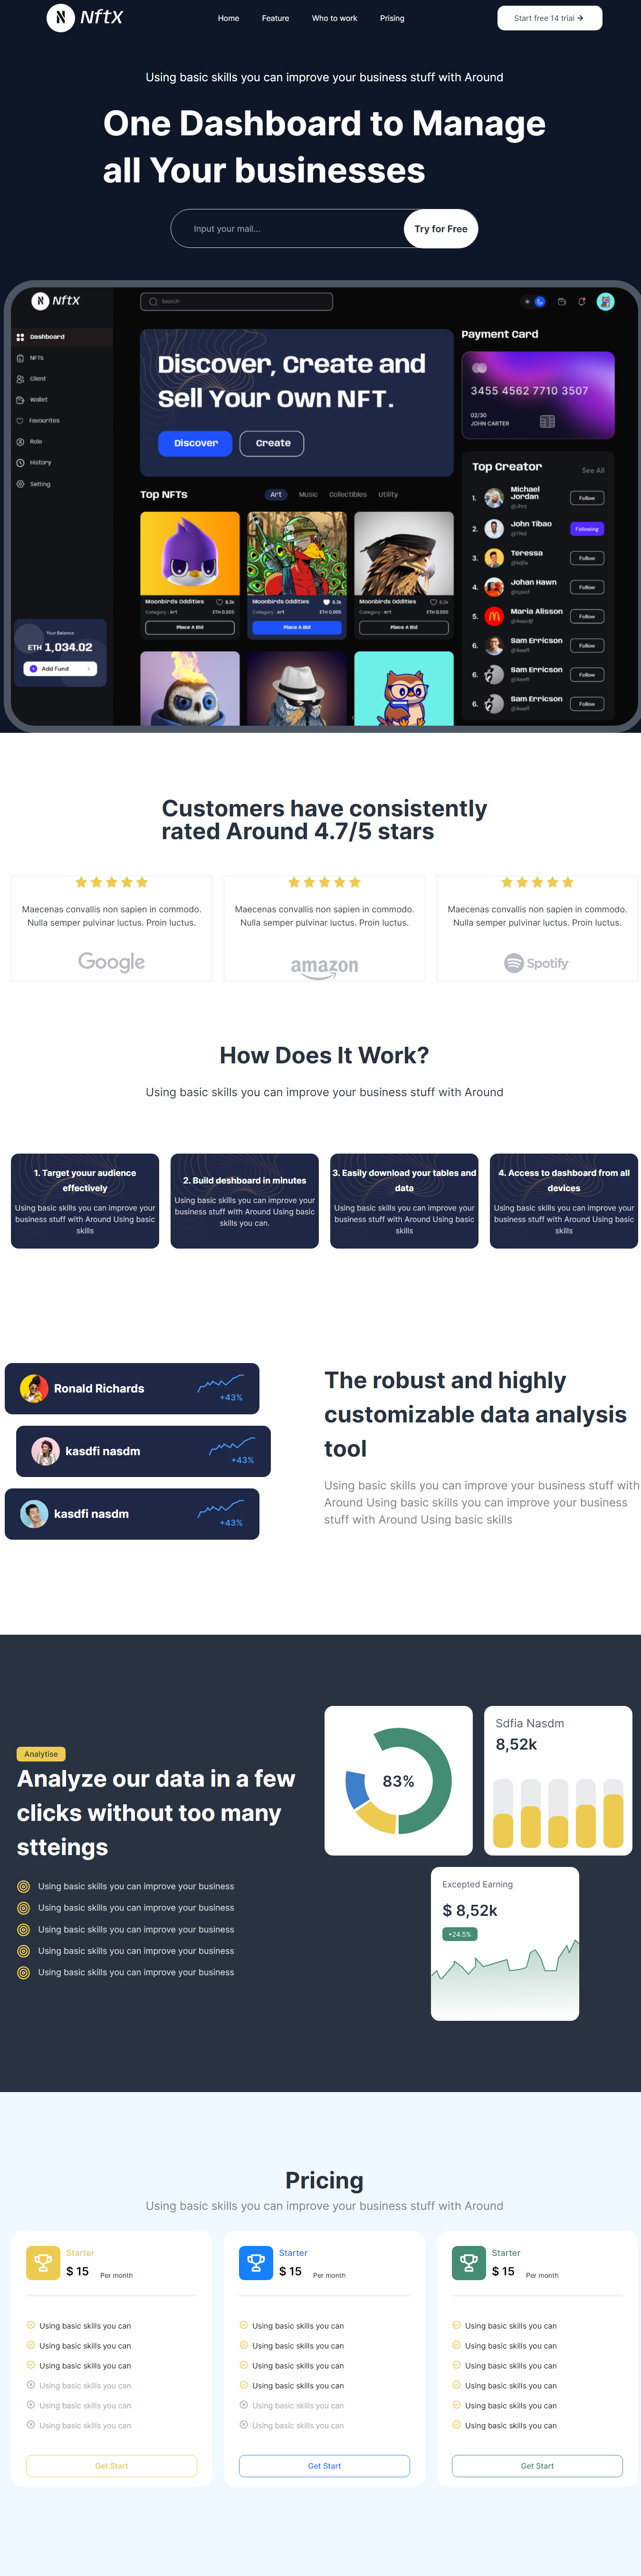 NftX
Home Feature Who to work Prising
Start free 14 trial →
Using basic skills you can improve your business stuff with Around
One Dashboard to Manage
all Your businesses
Input your mail...
Try for Free
NftX
Search
Dashboard
NFTs
Client
Wallet
Favourites
Role
History
Setting
Your Balance
ETH 1,034.02
Add Fund
Discover, Create and
Sell Your Own NFT.
Discover
Create
Top NFTs
Art Music Collectibles Utility
Moonbirds Oddities
Category : Art ETH 0.005
Place A Bid
Moonbirds Oddities
Category : Art ETH 0.005
Place A Bid
Moonbirds Oddities
Category : Art ETH 0.005
Place A Bid
Payment Card
3455 4562 7710 3507
02/30
JOHN CARTER
Top Creator
See All
1. Michael
Jordan
Follow
2. John Tibao
Following
3. Teressa
Follow
4. Johan Hawn
Follow
5. Maria Alisson
Follow
6. Sam Erricson
Follow
6. Sam Erricson
Follow
6. Sam Erricson
Follow
Customers have consistently
rated Around 4.7/5 stars
Maecenas convallis non sapien in commodo.
Nulla semper pulvinar luctus. Proin luctus.
Google
Maecenas convallis non sapien in commodo.
Nulla semper pulvinar luctus. Proin luctus.
amazon
Maecenas convallis non sapien in commodo.
Nulla semper pulvinar luctus. Proin luctus.
Spotify
How Does It Work?
Using basic skills you can improve your business stuff with Around
1. Target youur audience
effectively
Using basic skills you can improve your
business stuff with Around Using basic
skills
2. Build deshboard in minutes
Using basic skills you can improve your
business stuff with Around Using basic
skills you can.
3. Easily download your tables and
data
Using basic skills you can improve your
business stuff with Around Using basic
skills
4. Access to dashboard from all
devices
Using basic skills you can improve your
business stuff with Around Using basic
skills
Ronald Richards
+43%
kasdfi nasdm
+43%
kasdfi nasdm
+43%
The robust and highly
customizable data analysis
tool
Using basic skills you can improve your business stuff with
Around Using basic skills you can improve your business
stuff with Around Using basic skills
Analytise
Analyze our data in a few
clicks without too many
stteings
Using basic skills you can improve your business
Using basic skills you can improve your business
Using basic skills you can improve your business
Using basic skills you can improve your business
Using basic skills you can improve your business
83%
Sdfia Nasdm
8,52k
Excepted Earning
$ 8,52k
+24.5%
Pricing
Using basic skills you can improve your business stuff with Around
Starter
$ 15 Per month
Using basic skills you can
Using basic skills you can
Using basic skills you can
Using basic skills you can
Using basic skills you can
Using basic skills you can
Get Start
Starter
$ 15 Per month
Using basic skills you can
Using basic skills you can
Using basic skills you can
Using basic skills you can
Using basic skills you can
Using basic skills you can
Get Start
Starter
$ 15 Per month
Using basic skills you can
Using basic skills you can
Using basic skills you can
Using basic skills you can
Using basic skills you can
Using basic skills you can
Get Start